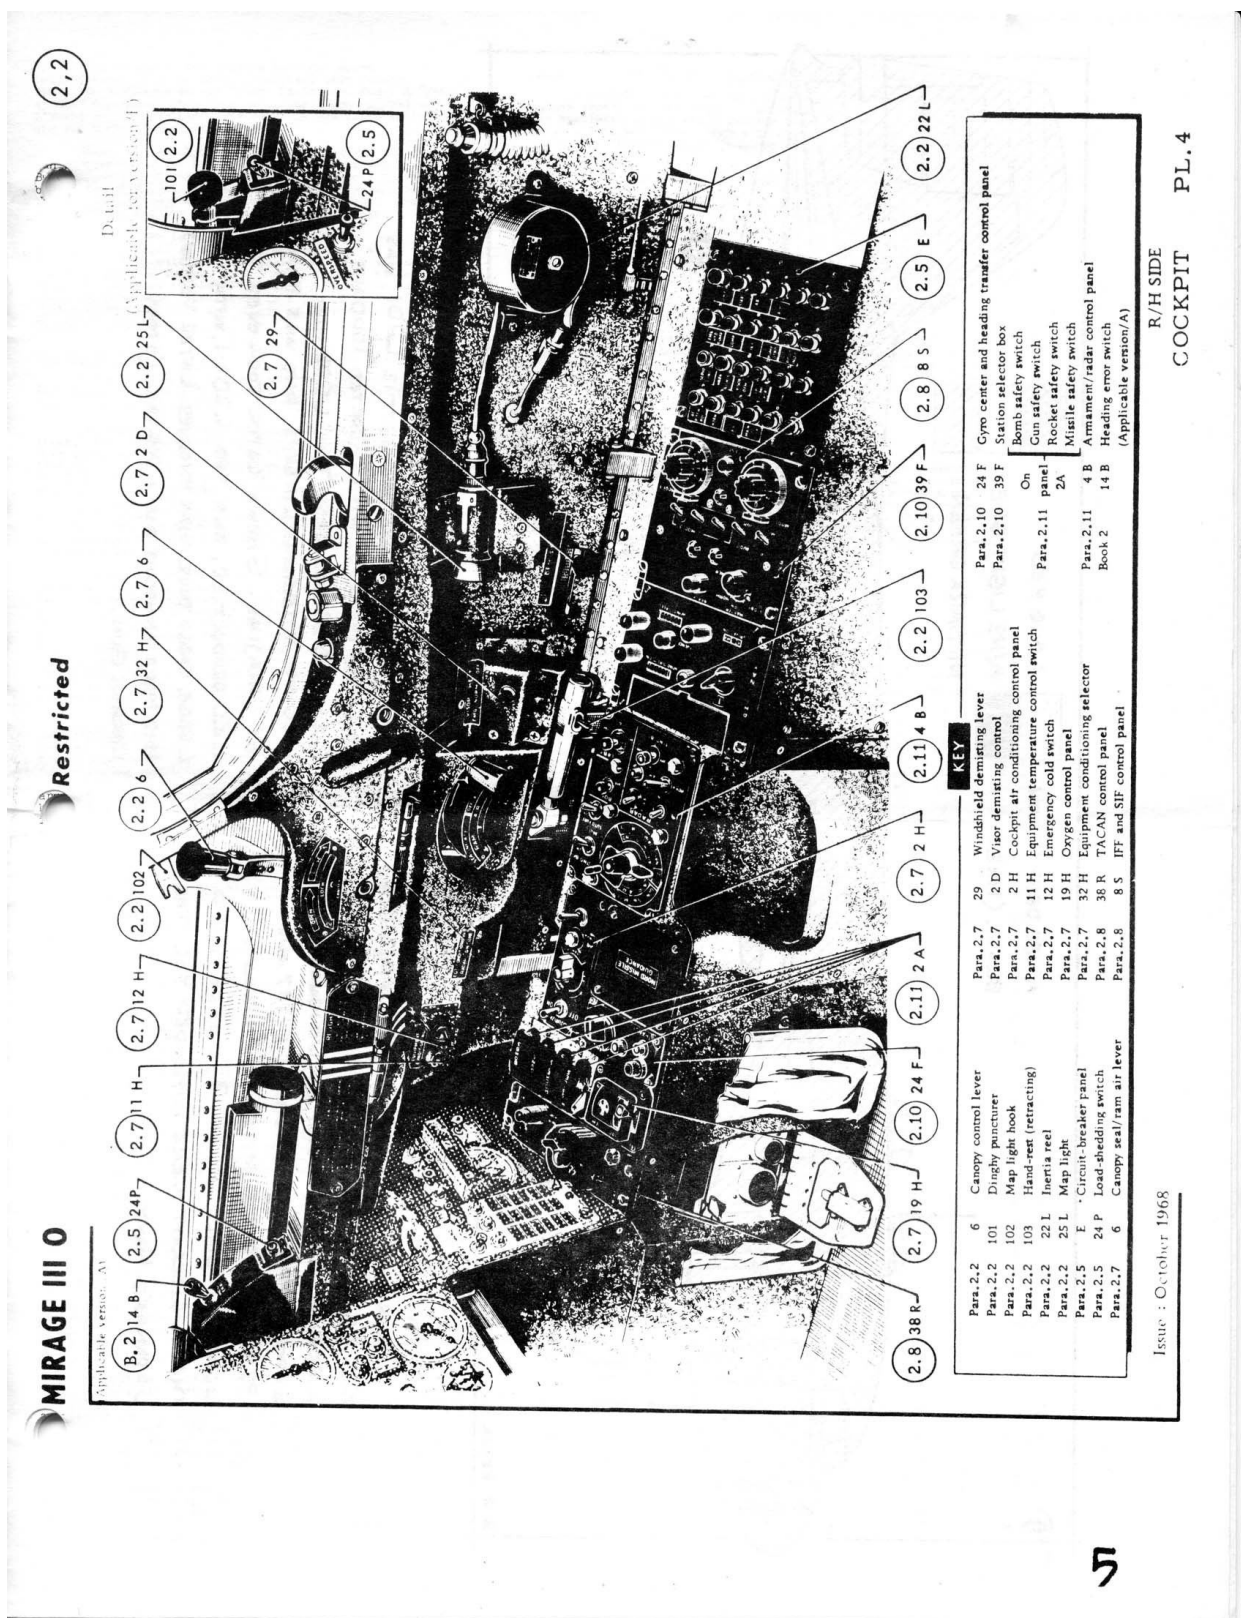 MIRAGE III O
Restricted
2,2
(Applicable version A)
Detail
(Applicable to version D)
B.2 14 B
2.5 24P
2.7 11 H
2.7 12 H
2.2 102
2.2 6
2.7 32 H
2.7 6
2.7 2 D
2.2 25 L
2.7 29
101 2.2
24 P 2.5
OVERSPEED
RADAR
NORD MISSILE
GUIDANCE
2.8 38 R
2.7 19 H
2.10 24 F
2.11 2 A
2.7 2 H
2.11 4 B
2.2 103
2.10 39 F
2.8 8 S
2.5 E
2.2 22 L
KEY
Para.2.2 6 Canopy control lever
Para.2.2 101 Dinghy puncturer
Para.2.2 102 Map light hook
Para.2.2 103 Hand-rest (retracting)
Para.2.2 22 L Inertia reel
Para.2.2 25 L Map light
Para.2.5 E Circuit-breaker panel
Para.2.5 24 P Load-shedding switch
Para.2.7 6 Canopy seal/ram air lever
Para.2.7 29 Windshield demisting lever
Para.2.7 2 D Visor demisting control
Para.2.7 2 H Cockpit air conditioning control panel
Para.2.7 11 H Equipment temperature control switch
Para.2.7 12 H Emergency cold switch
Para.2.7 19 H Oxygen control panel
Para.2.7 32 H Equipment conditioning selector
Para.2.8 38 R TACAN control panel
Para.2.8 8 S IFF and SIF control panel
Para.2.10 24 F Gyro center and heading transfer control panel
Para.2.10 39 F Station selector box
Bomb safety switch
On Gun safety switch
Para.2.11 panel Rocket safety switch
2A Missile safety switch
Para.2.11 4 B Armament/radar control panel
Book 2 14 B Heading error switch
(Applicable version/A)
Issue : October 1968
R/H SIDE
COCKPIT PL.4
5